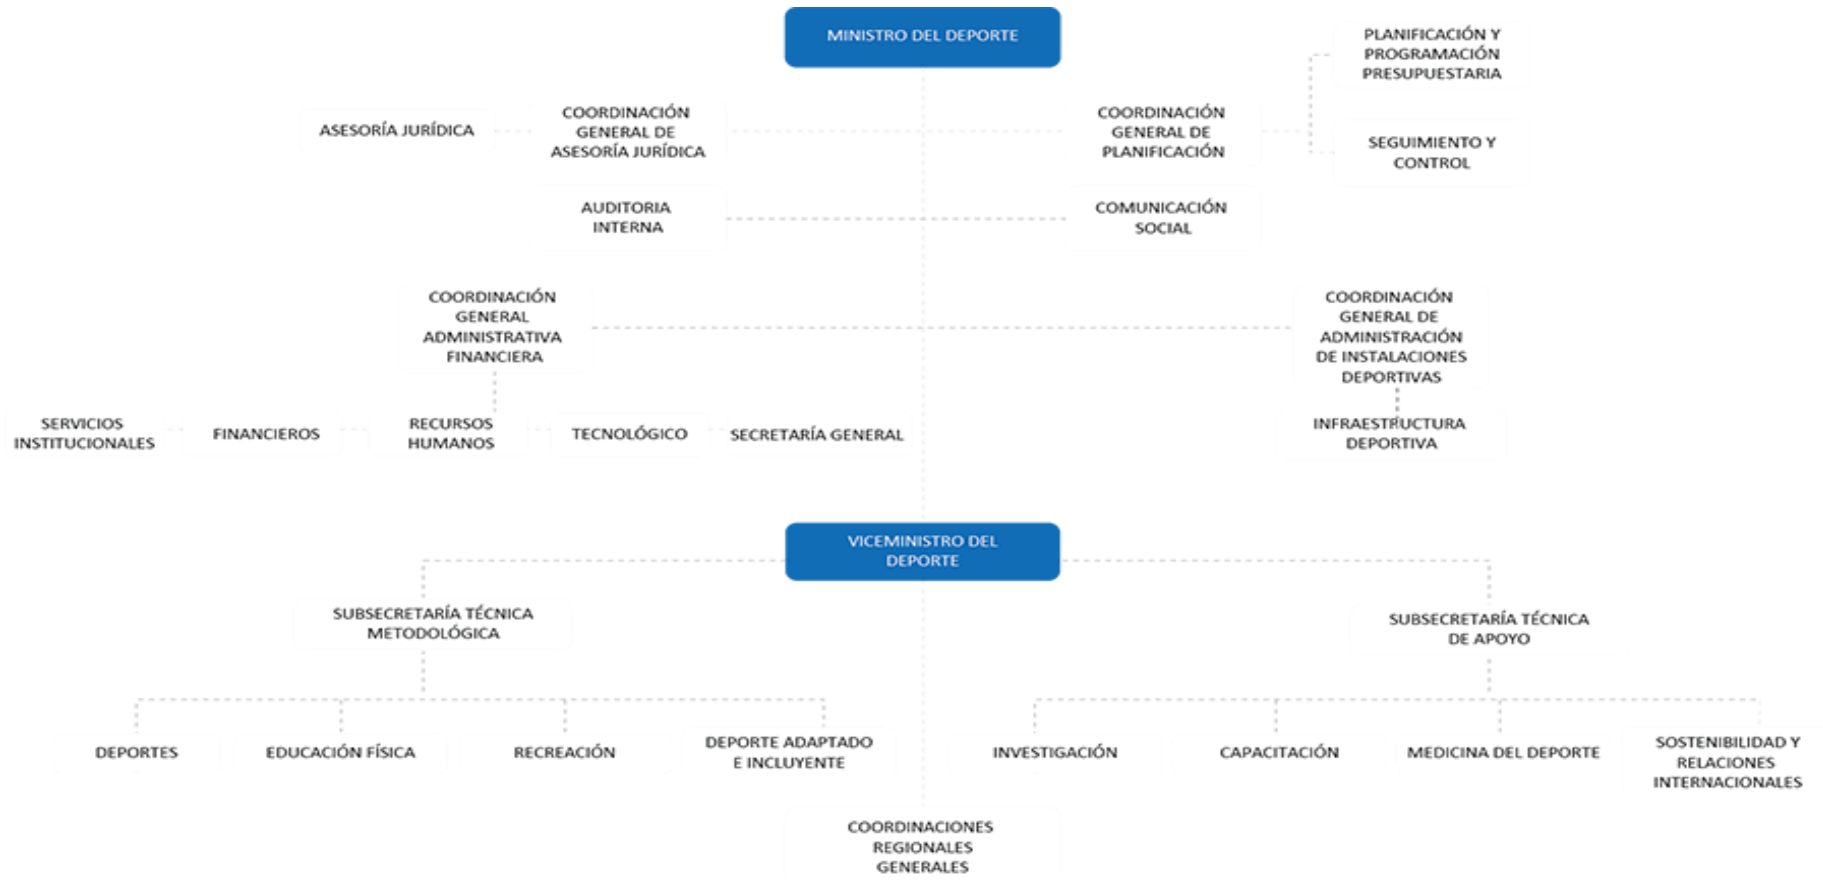 MINISTRO DEL DEPORTE
PLANIFICACIÓN Y
PROGRAMACIÓN
PRESUPUESTARIA
ASESORÍA JURÍDICA
COORDINACIÓN
GENERAL DE
ASESORÍA JURÍDICA
COORDINACIÓN
GENERAL DE
PLANIFICACIÓN
SEGUIMIENTO Y
CONTROL
AUDITORIA
INTERNA
COMUNICACIÓN
SOCIAL
COORDINACIÓN
GENERAL
ADMINISTRATIVA
FINANCIERA
COORDINACIÓN
GENERAL DE
ADMINISTRACIÓN
DE INSTALACIONES
DEPORTIVAS
SERVICIOS
INSTITUCIONALES
FINANCIEROS
RECURSOS
HUMANOS
TECNOLÓGICO
SECRETARÍA GENERAL
INFRAESTRUCTURA
DEPORTIVA
VICEMINISTRO DEL
DEPORTE
SUBSECRETARÍA TÉCNICA
METODOLÓGICA
SUBSECRETARÍA TÉCNICA
DE APOYO
DEPORTES
EDUCACIÓN FÍSICA
RECREACIÓN
DEPORTE ADAPTADO
E INCLUYENTE
INVESTIGACIÓN
CAPACITACIÓN
MEDICINA DEL DEPORTE
SOSTENIBILIDAD Y
RELACIONES
INTERNACIONALES
COORDINACIONES
REGIONALES
GENERALES